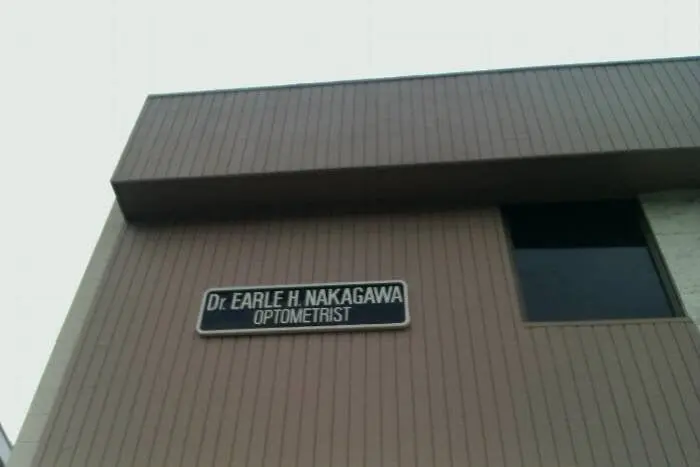 Dr. EARLE H. NAKAGAWA
OPTOMETRIST